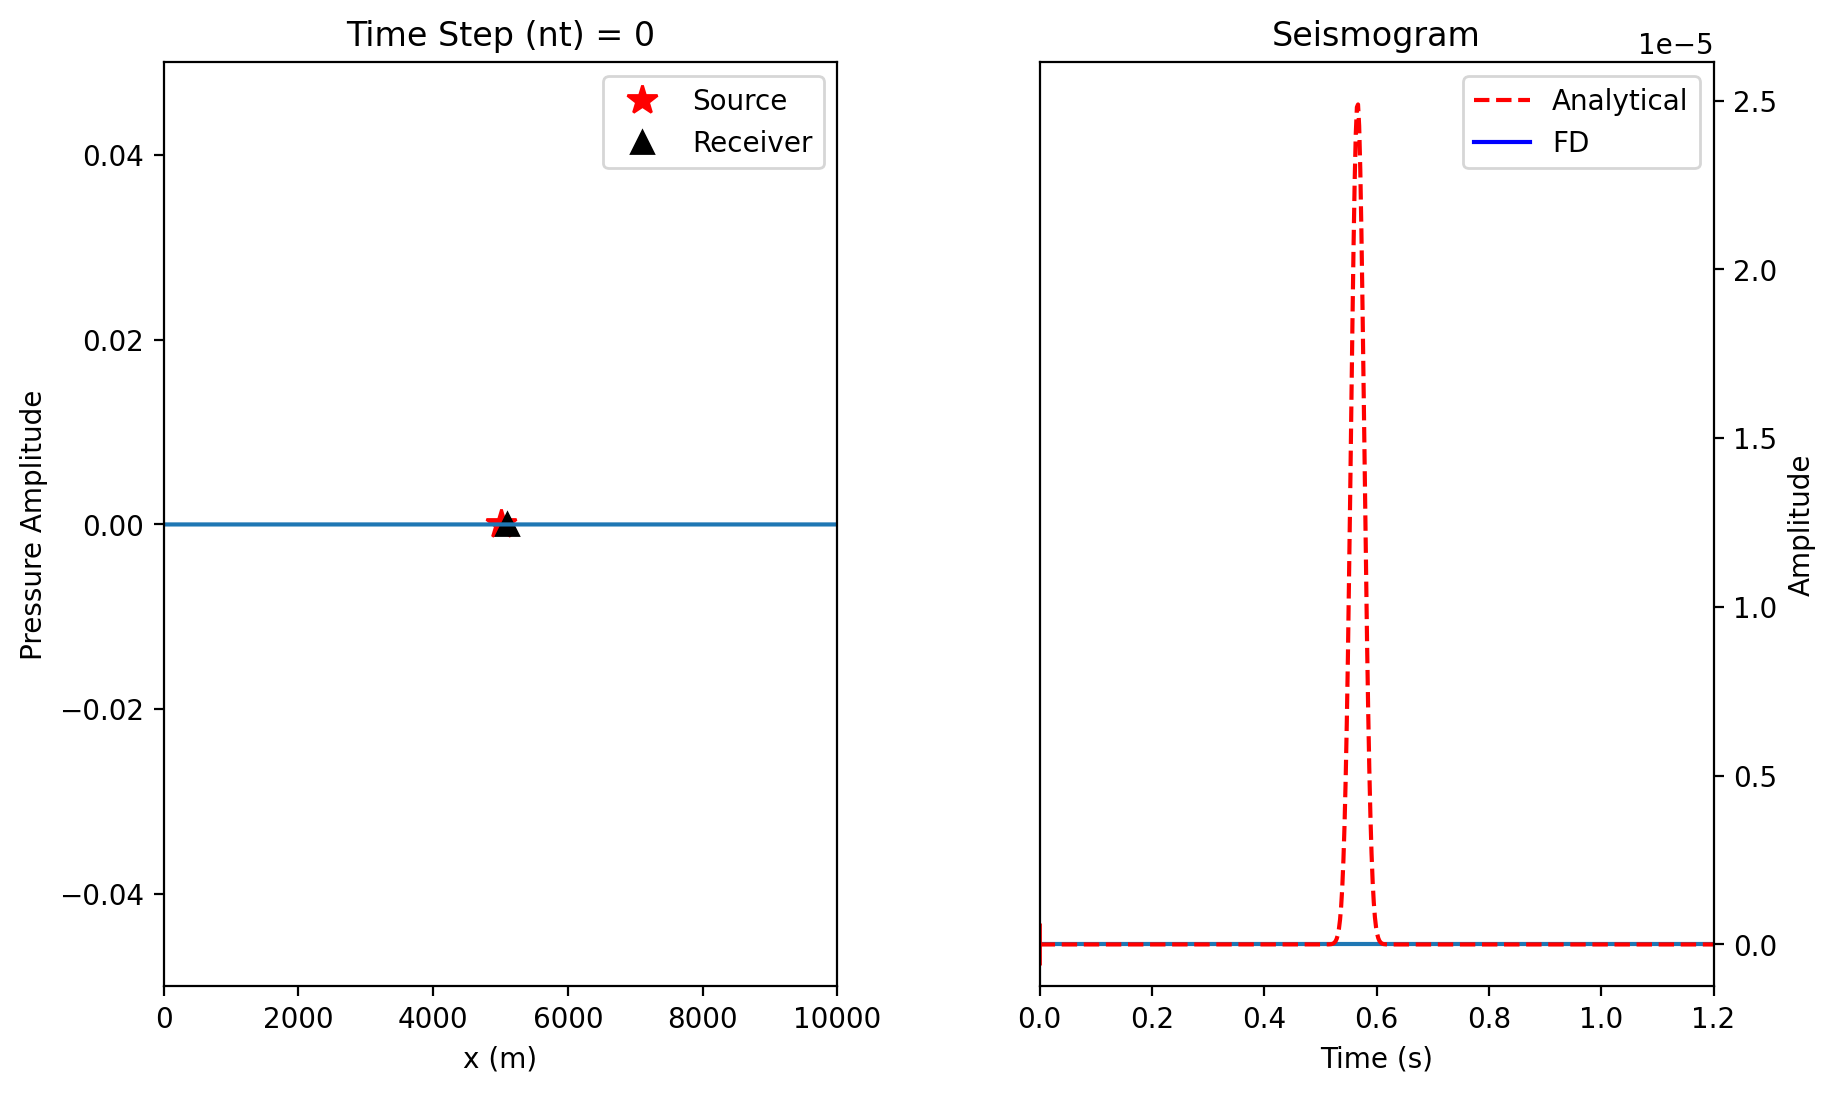 Time Step (nt) = 0
Source
Receiver
0.04
0.02
0.00
−0.02
−0.04
Pressure Amplitude
0
2000
4000
6000
8000
10000
x (m)
Seismogram
1e−5
Analytical
FD
2.5
2.0
1.5
1.0
0.5
0.0
Amplitude
0.0
0.2
0.4
0.6
0.8
1.0
1.2
Time (s)